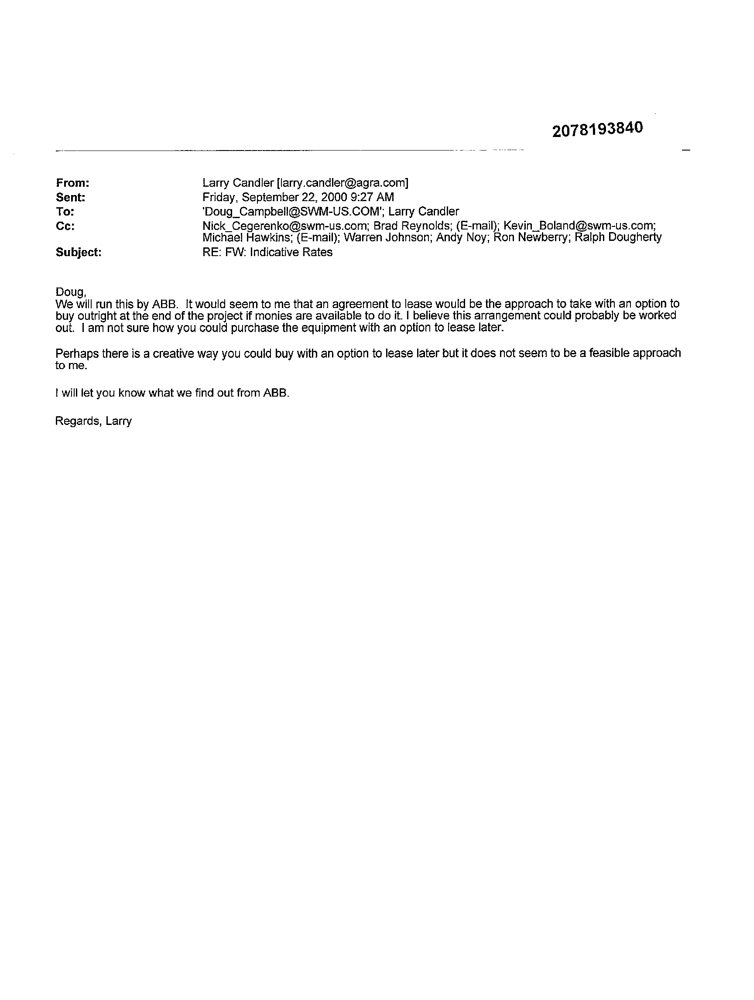 2078193840
From: Larry Candler [larry.candler@agra.com]
Sent: Friday, September 22, 2000 9:27 AM
To: 'Doug_Campbell@SWM-US.COM'; Larry Candler
Cc: Nick_Cegerenko@swm-us.com; Brad Reynolds; (E-mail); Kevin_Boland@swm-us.com;
Michael Hawkins; (E-mail); Warren Johnson; Andy Noy; Ron Newberry; Ralph Dougherty
Subject: RE: FW: Indicative Rates
Doug,
We will run this by ABB. It would seem to me that an agreement to lease would be the approach to take with an option to
buy outright at the end of the project if monies are available to do it. I believe this arrangement could probably be worked
out. I am not sure how you could purchase the equipment with an option to lease later.
Perhaps there is a creative way you could buy with an option to lease later but it does not seem to be a feasible approach
to me.
I will let you know what we find out from ABB.
Regards, Larry